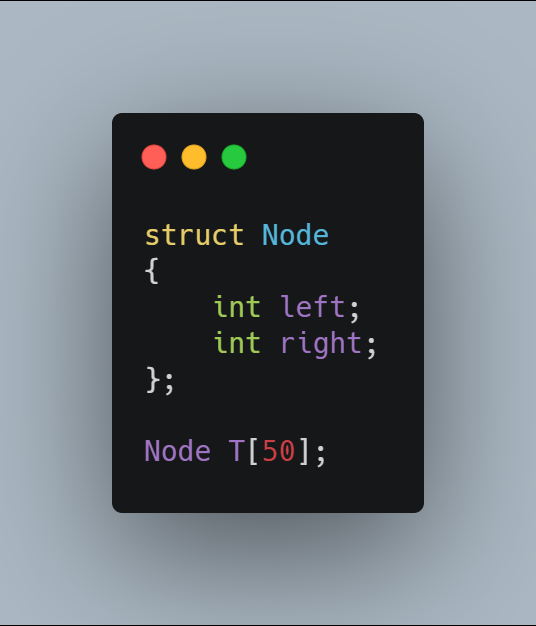 struct Node
{
    int left;
    int right;
};

Node T[50];